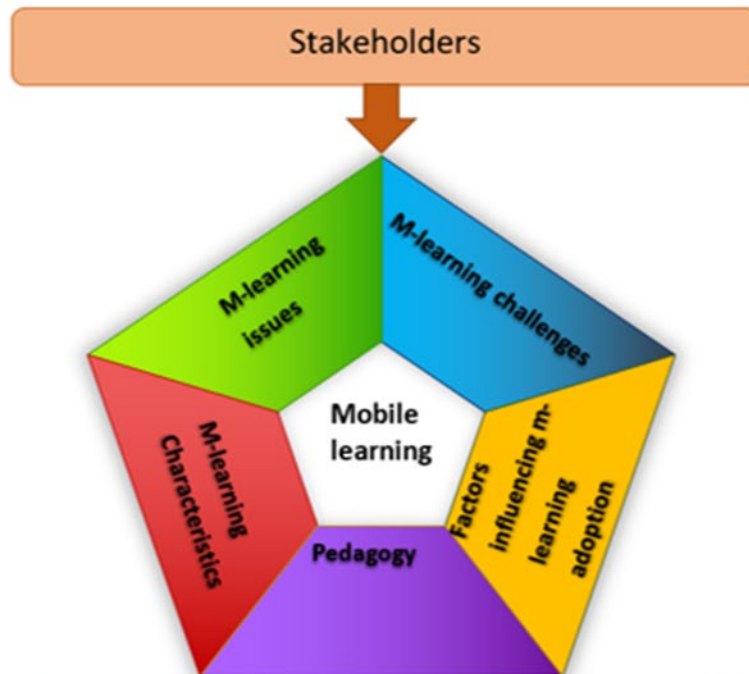 Stakeholders
M-learning
issues
M-learning challenges
Mobile
learning
M-learning
Characteristics
Factors
influencing m-
learning
adoption
Pedagogy